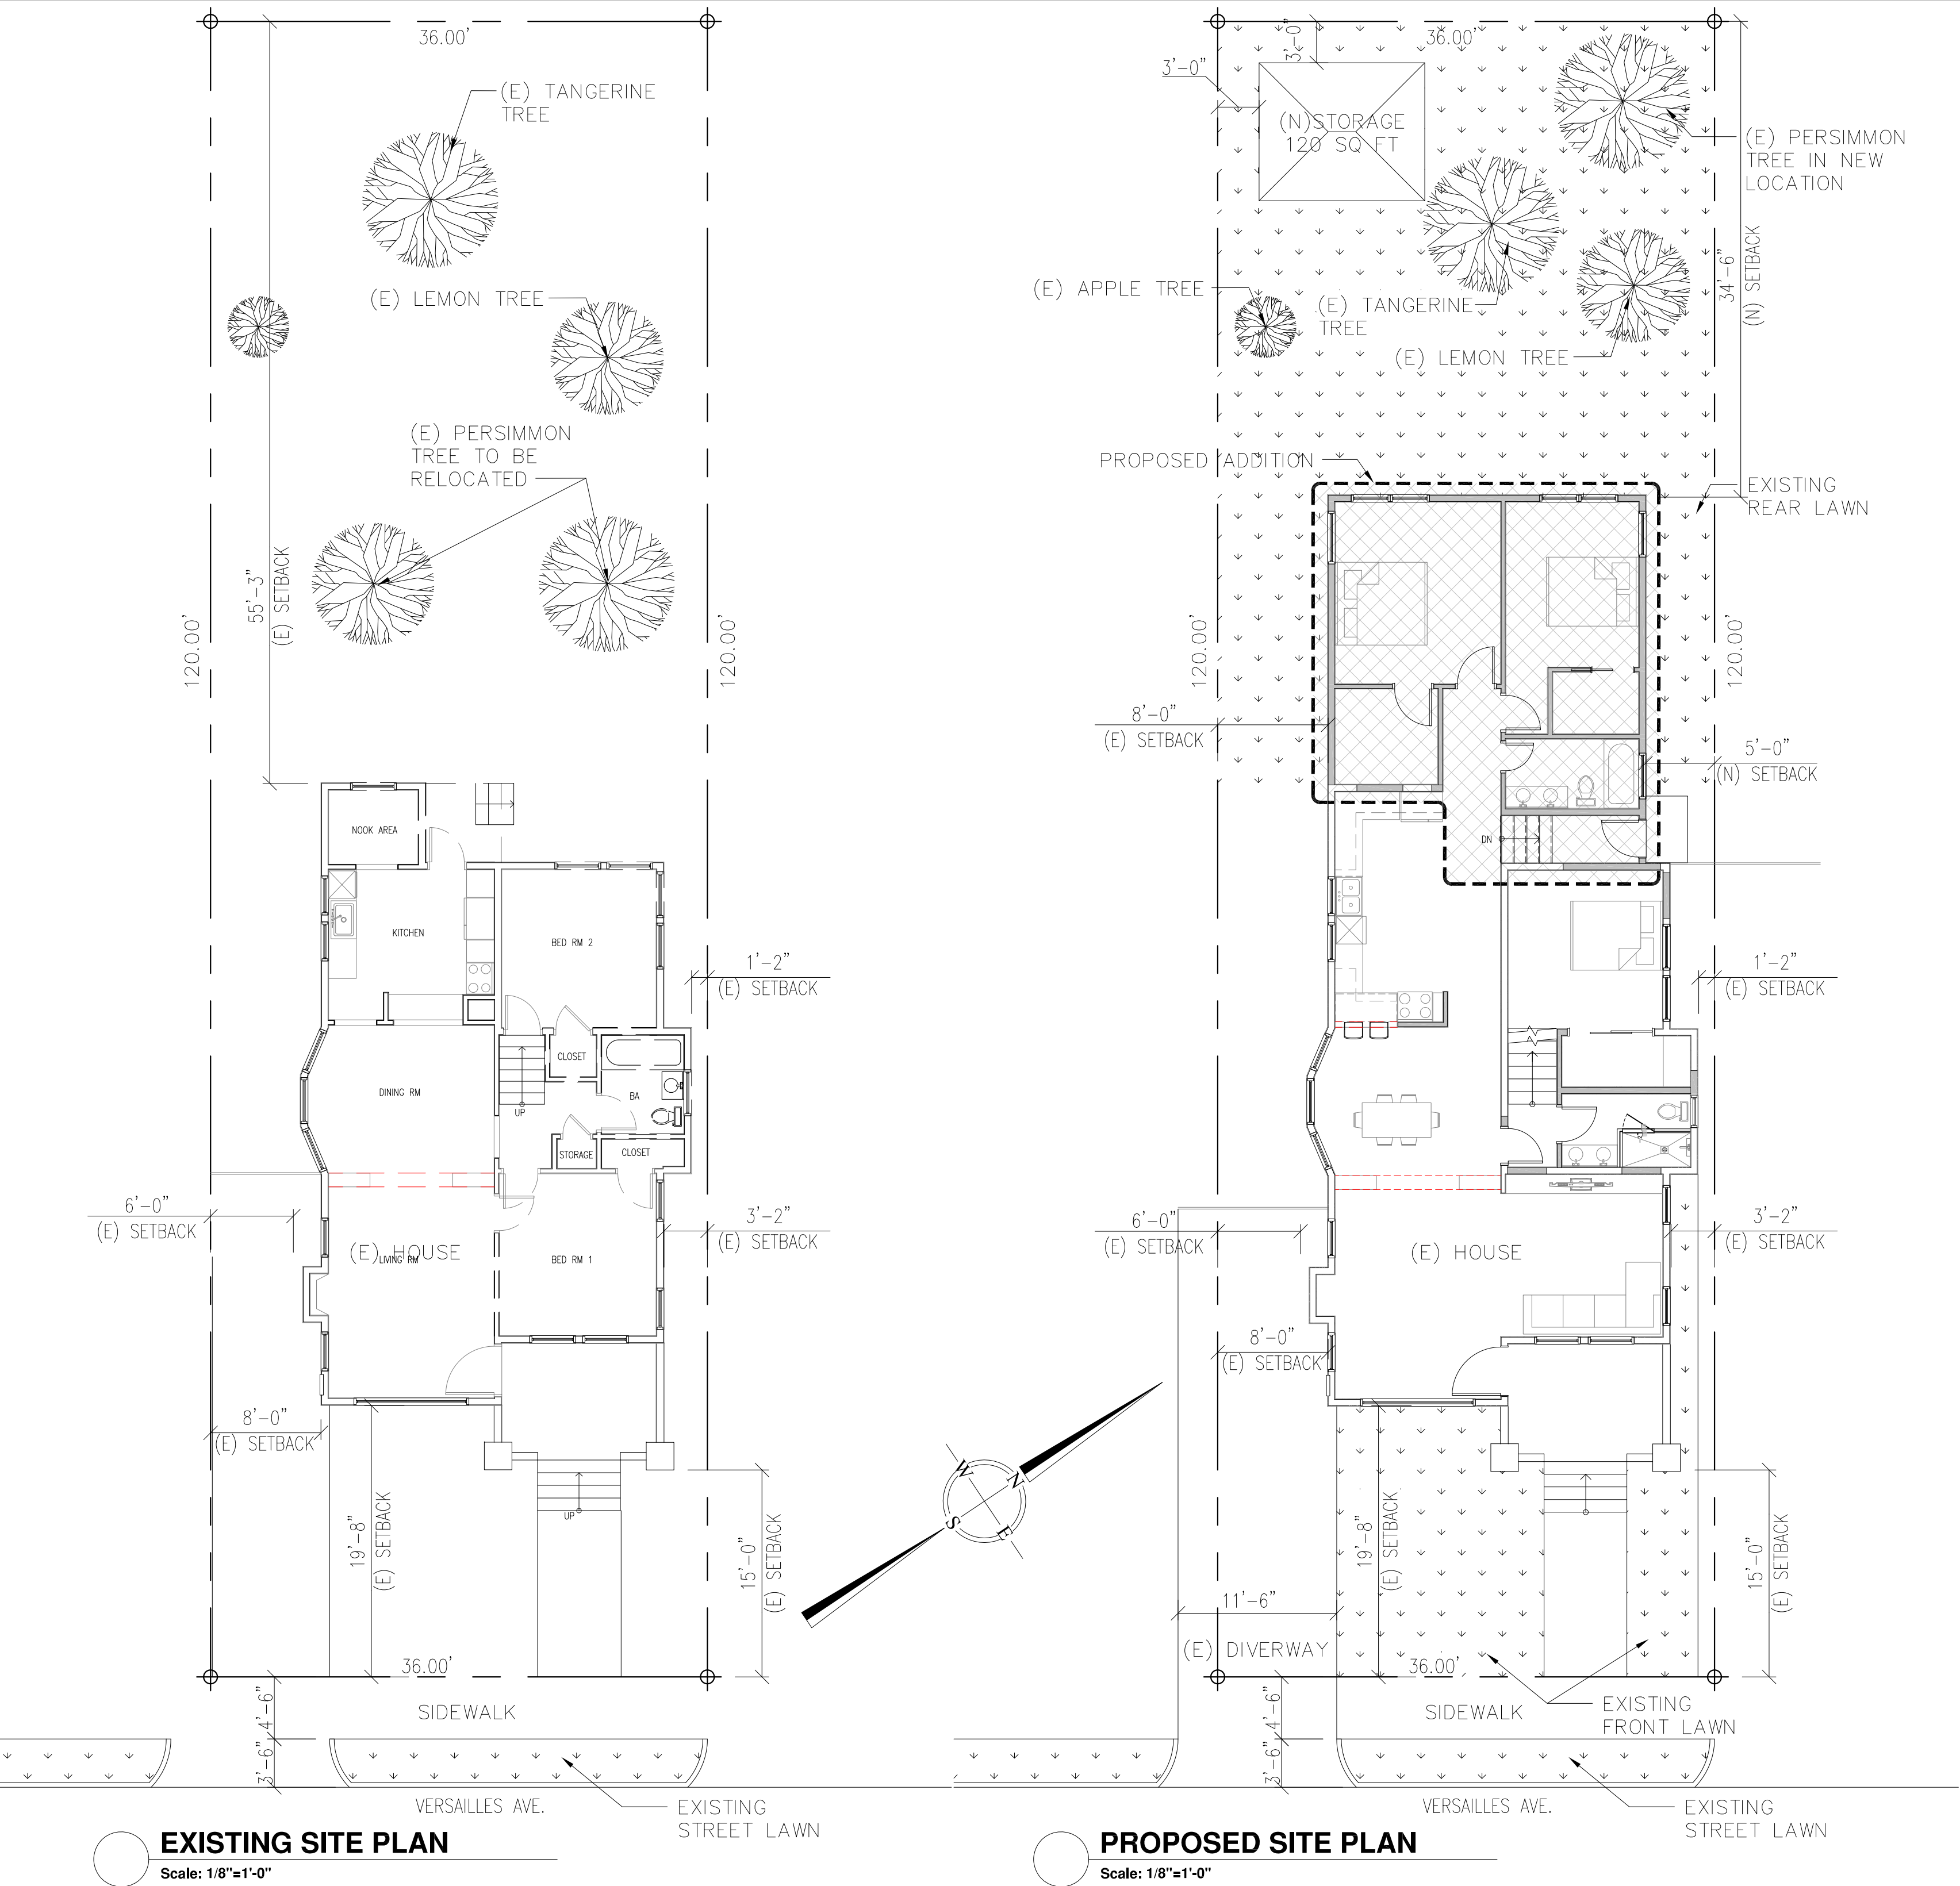 36.00'
(E) TANGERINE
TREE
(E) LEMON TREE
(E) PERSIMMON
TREE TO BE
RELOCATED
55'-3"
(E) SETBACK
120.00'
120.00'
NOOK AREA
KITCHEN
BED RM 2
1'-2"
(E) SETBACK
CLOSET
DINING RM
UP
BA
STORAGE
CLOSET
6'-0"
(E) SETBACK
3'-2"
(E) SETBACK
(E) HOUSE
LIVING RM
BED RM 1
8'-0"
(E) SETBACK
19'-8"
(E) SETBACK
UP
15'-0"
(E) SETBACK
36.00'
4'-6"
SIDEWALK
3'-6"
VERSAILLES AVE.
EXISTING
STREET LAWN
EXISTING SITE PLAN
Scale: 1/8"=1'-0"
W
N
S
E
36.00'
3'-0"
3'-0"
(N)STORAGE
120 SQ FT
(E) PERSIMMON
TREE IN NEW
LOCATION
34'-6"
(N) SETBACK
(E) APPLE TREE
(E) TANGERINE
TREE
(E) LEMON TREE
PROPOSED ADDITION
EXISTING
REAR LAWN
120.00'
120.00'
8'-0"
(E) SETBACK
5'-0"
(N) SETBACK
DN
1'-2"
(E) SETBACK
6'-0"
(E) SETBACK
3'-2"
(E) SETBACK
(E) HOUSE
8'-0"
(E) SETBACK
19'-8"
(E) SETBACK
15'-0"
(E) SETBACK
11'-6"
(E) DIVERWAY
36.00'
4'-6"
SIDEWALK
EXISTING
FRONT LAWN
3'-6"
VERSAILLES AVE.
EXISTING
STREET LAWN
PROPOSED SITE PLAN
Scale: 1/8"=1'-0"